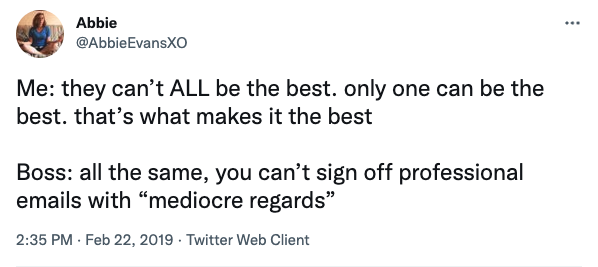 Abbie
@AbbieEvansXO
Me: they can’t ALL be the best. only one can be the
best. that’s what makes it the best
Boss: all the same, you can’t sign off professional
emails with “mediocre regards”
2:35 PM · Feb 22, 2019 · Twitter Web Client